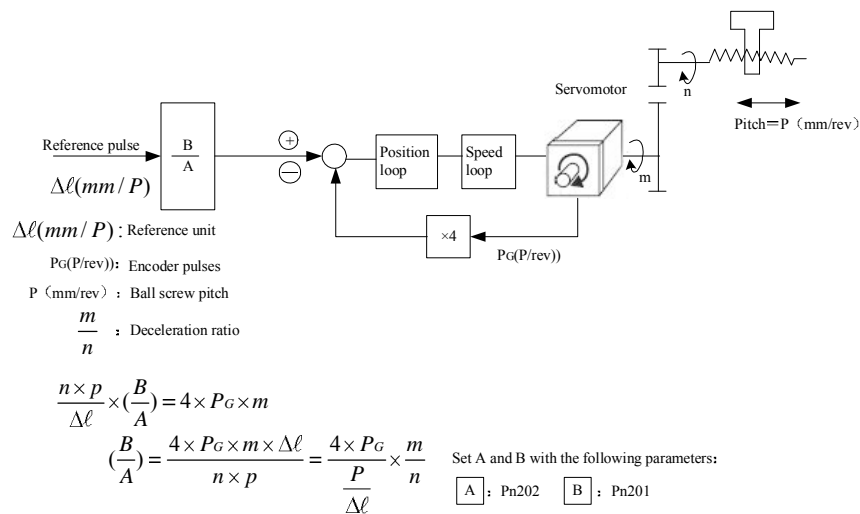 n
Servomotor
Pitch=P（mm/rev）
Reference pulse
B
A
+
−
Position
loop
Speed
loop
m
Δℓ(mm/P)
×4
PG(P/rev))
Δℓ(mm/P) : Reference unit
PG(P/rev)): Encoder pulses
P（mm/rev）: Ball screw pitch
m/n : Deceleration ratio
n×p/Δℓ ×(B/A) = 4×PG×m
(B/A) = 4×PG×m×Δℓ/n×p = 4×PG/P/Δℓ × m/n
Set A and B with the following parameters:
A : Pn202 B : Pn201